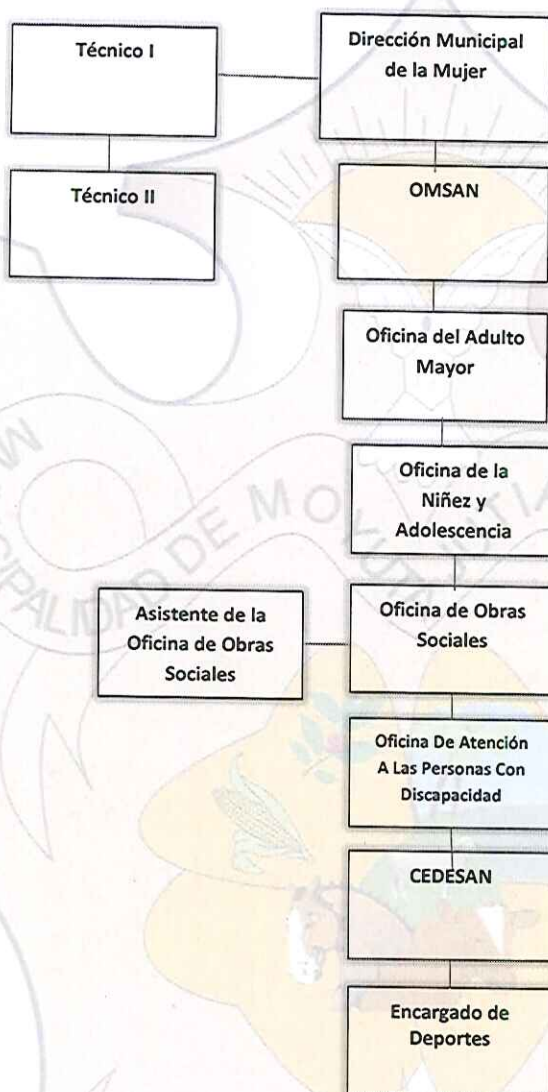 Técnico I
Dirección Municipal
de la Mujer
Técnico II
OMSAN
Oficina del Adulto
Mayor
Oficina de la
Niñez y
Adolescencia
Asistente de la
Oficina de Obras
Sociales
Oficina de Obras
Sociales
Oficina De Atención
A Las Personas Con
Discapacidad
CEDESAN
Encargado de
Deportes
DE MOYUTA